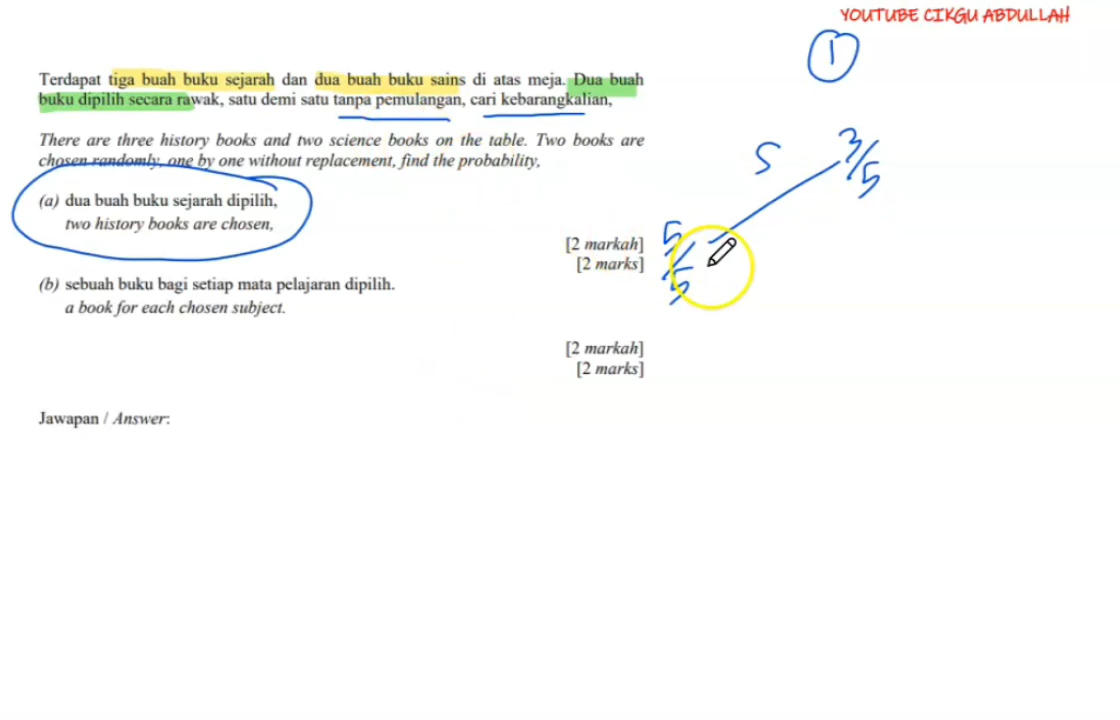 YOUTUBE CIKGU ABDULLAH
1
Terdapat tiga buah buku sejarah dan dua buah buku sains di atas meja. Dua buah
buku dipilih secara rawak, satu demi satu tanpa pemulangan, cari kebarangkalian,
There are three history books and two science books on the table. Two books are
chosen randomly, one by one without replacement, find the probability,
S 3/5
(a) dua buah buku sejarah dipilih,
two history books are chosen,
[2 markah]
[2 marks]
5/5
(b) sebuah buku bagi setiap mata pelajaran dipilih.
a book for each chosen subject.
[2 markah]
[2 marks]
Jawapan / Answer: